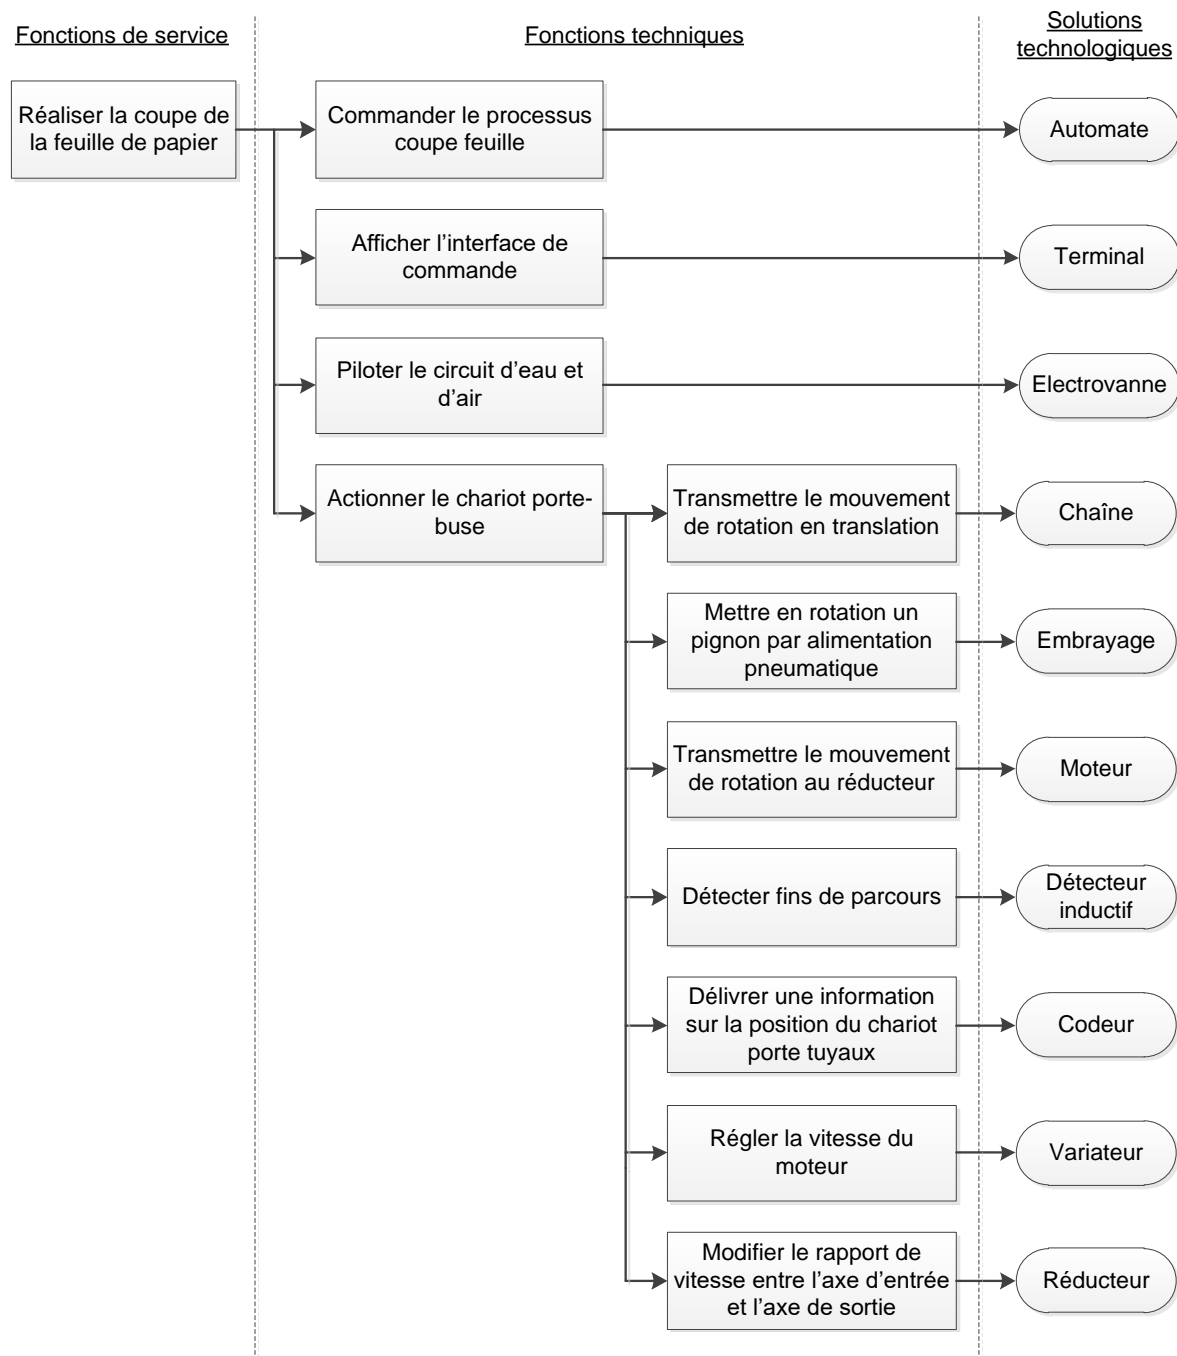 Fonctions de service
Fonctions techniques
Solutions
technologiques
Réaliser la coupe de
la feuille de papier
Commander le processus
coupe feuille
Automate
Afficher l’interface de
commande
Terminal
Piloter le circuit d’eau et
d’air
Electrovanne
Actionner le chariot porte-
buse
Transmettre le mouvement
de rotation en translation
Chaîne
Mettre en rotation un
pignon par alimentation
pneumatique
Embrayage
Transmettre le mouvement
de rotation au réducteur
Moteur
Détecter fins de parcours
Détecteur
inductif
Délivrer une information
sur la position du chariot
porte tuyaux
Codeur
Régler la vitesse du
moteur
Variateur
Modifier le rapport de
vitesse entre l’axe d’entrée
et l’axe de sortie
Réducteur